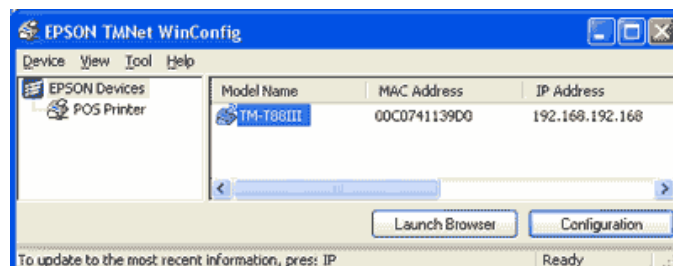 EPSON TMNet WinConfig
Device View Tool Help
EPSON Devices
POS Printer
Model Name MAC Address IP Address
TM-T88III 00C0741139D0 192.168.192.168
Launch Browser Configuration
To update to the most recent information, press IP Ready